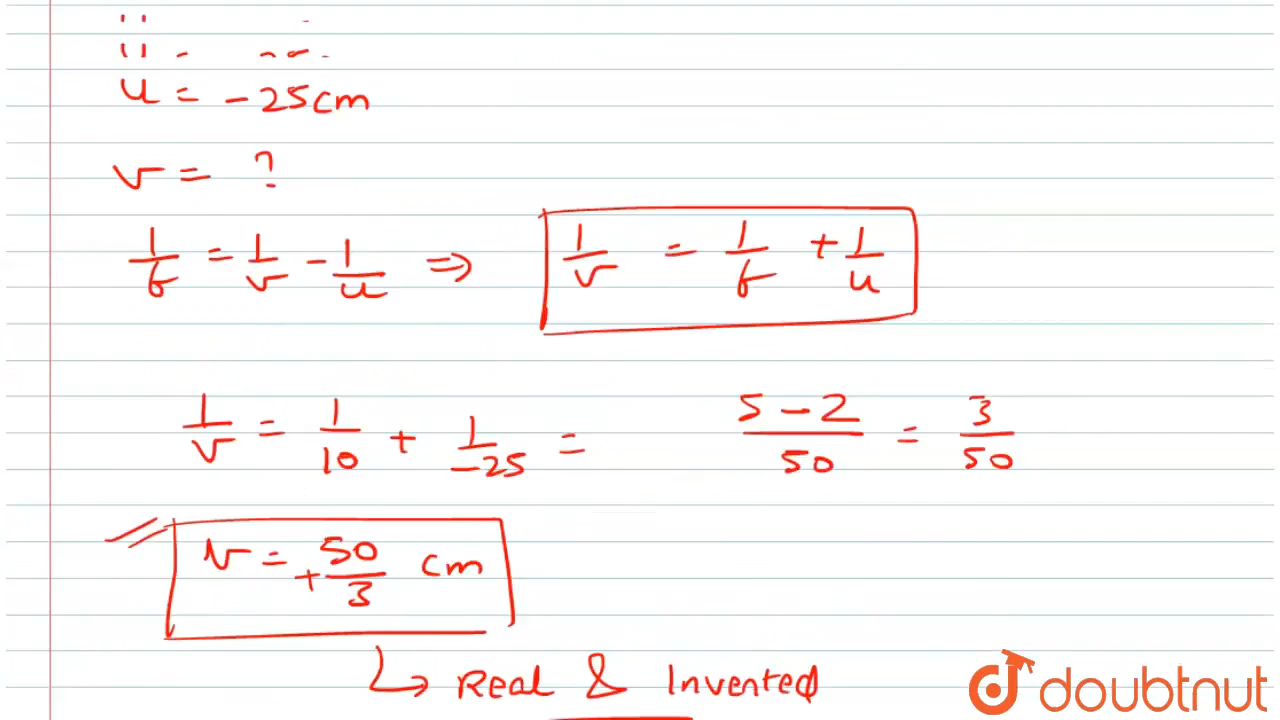 u = -25cm
v = ?
1/f = 1/v - 1/u ⇒ 1/v = 1/f + 1/u
1/v = 1/10 + 1/-25 = 5-2/50 = 3/50
v = +50/3 cm
↳ Real & Invented
doubtnut